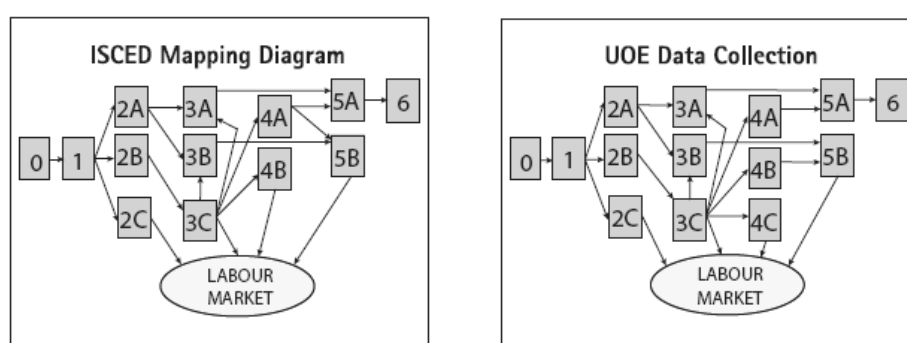 ISCED Mapping Diagram
2A
3A
4A
5A
6
0
1
2B
3B
4B
5B
2C
3C
LABOUR
MARKET
UOE Data Collection
2A
3A
4A
5A
6
0
1
2B
3B
4B
5B
2C
3C
4C
LABOUR
MARKET